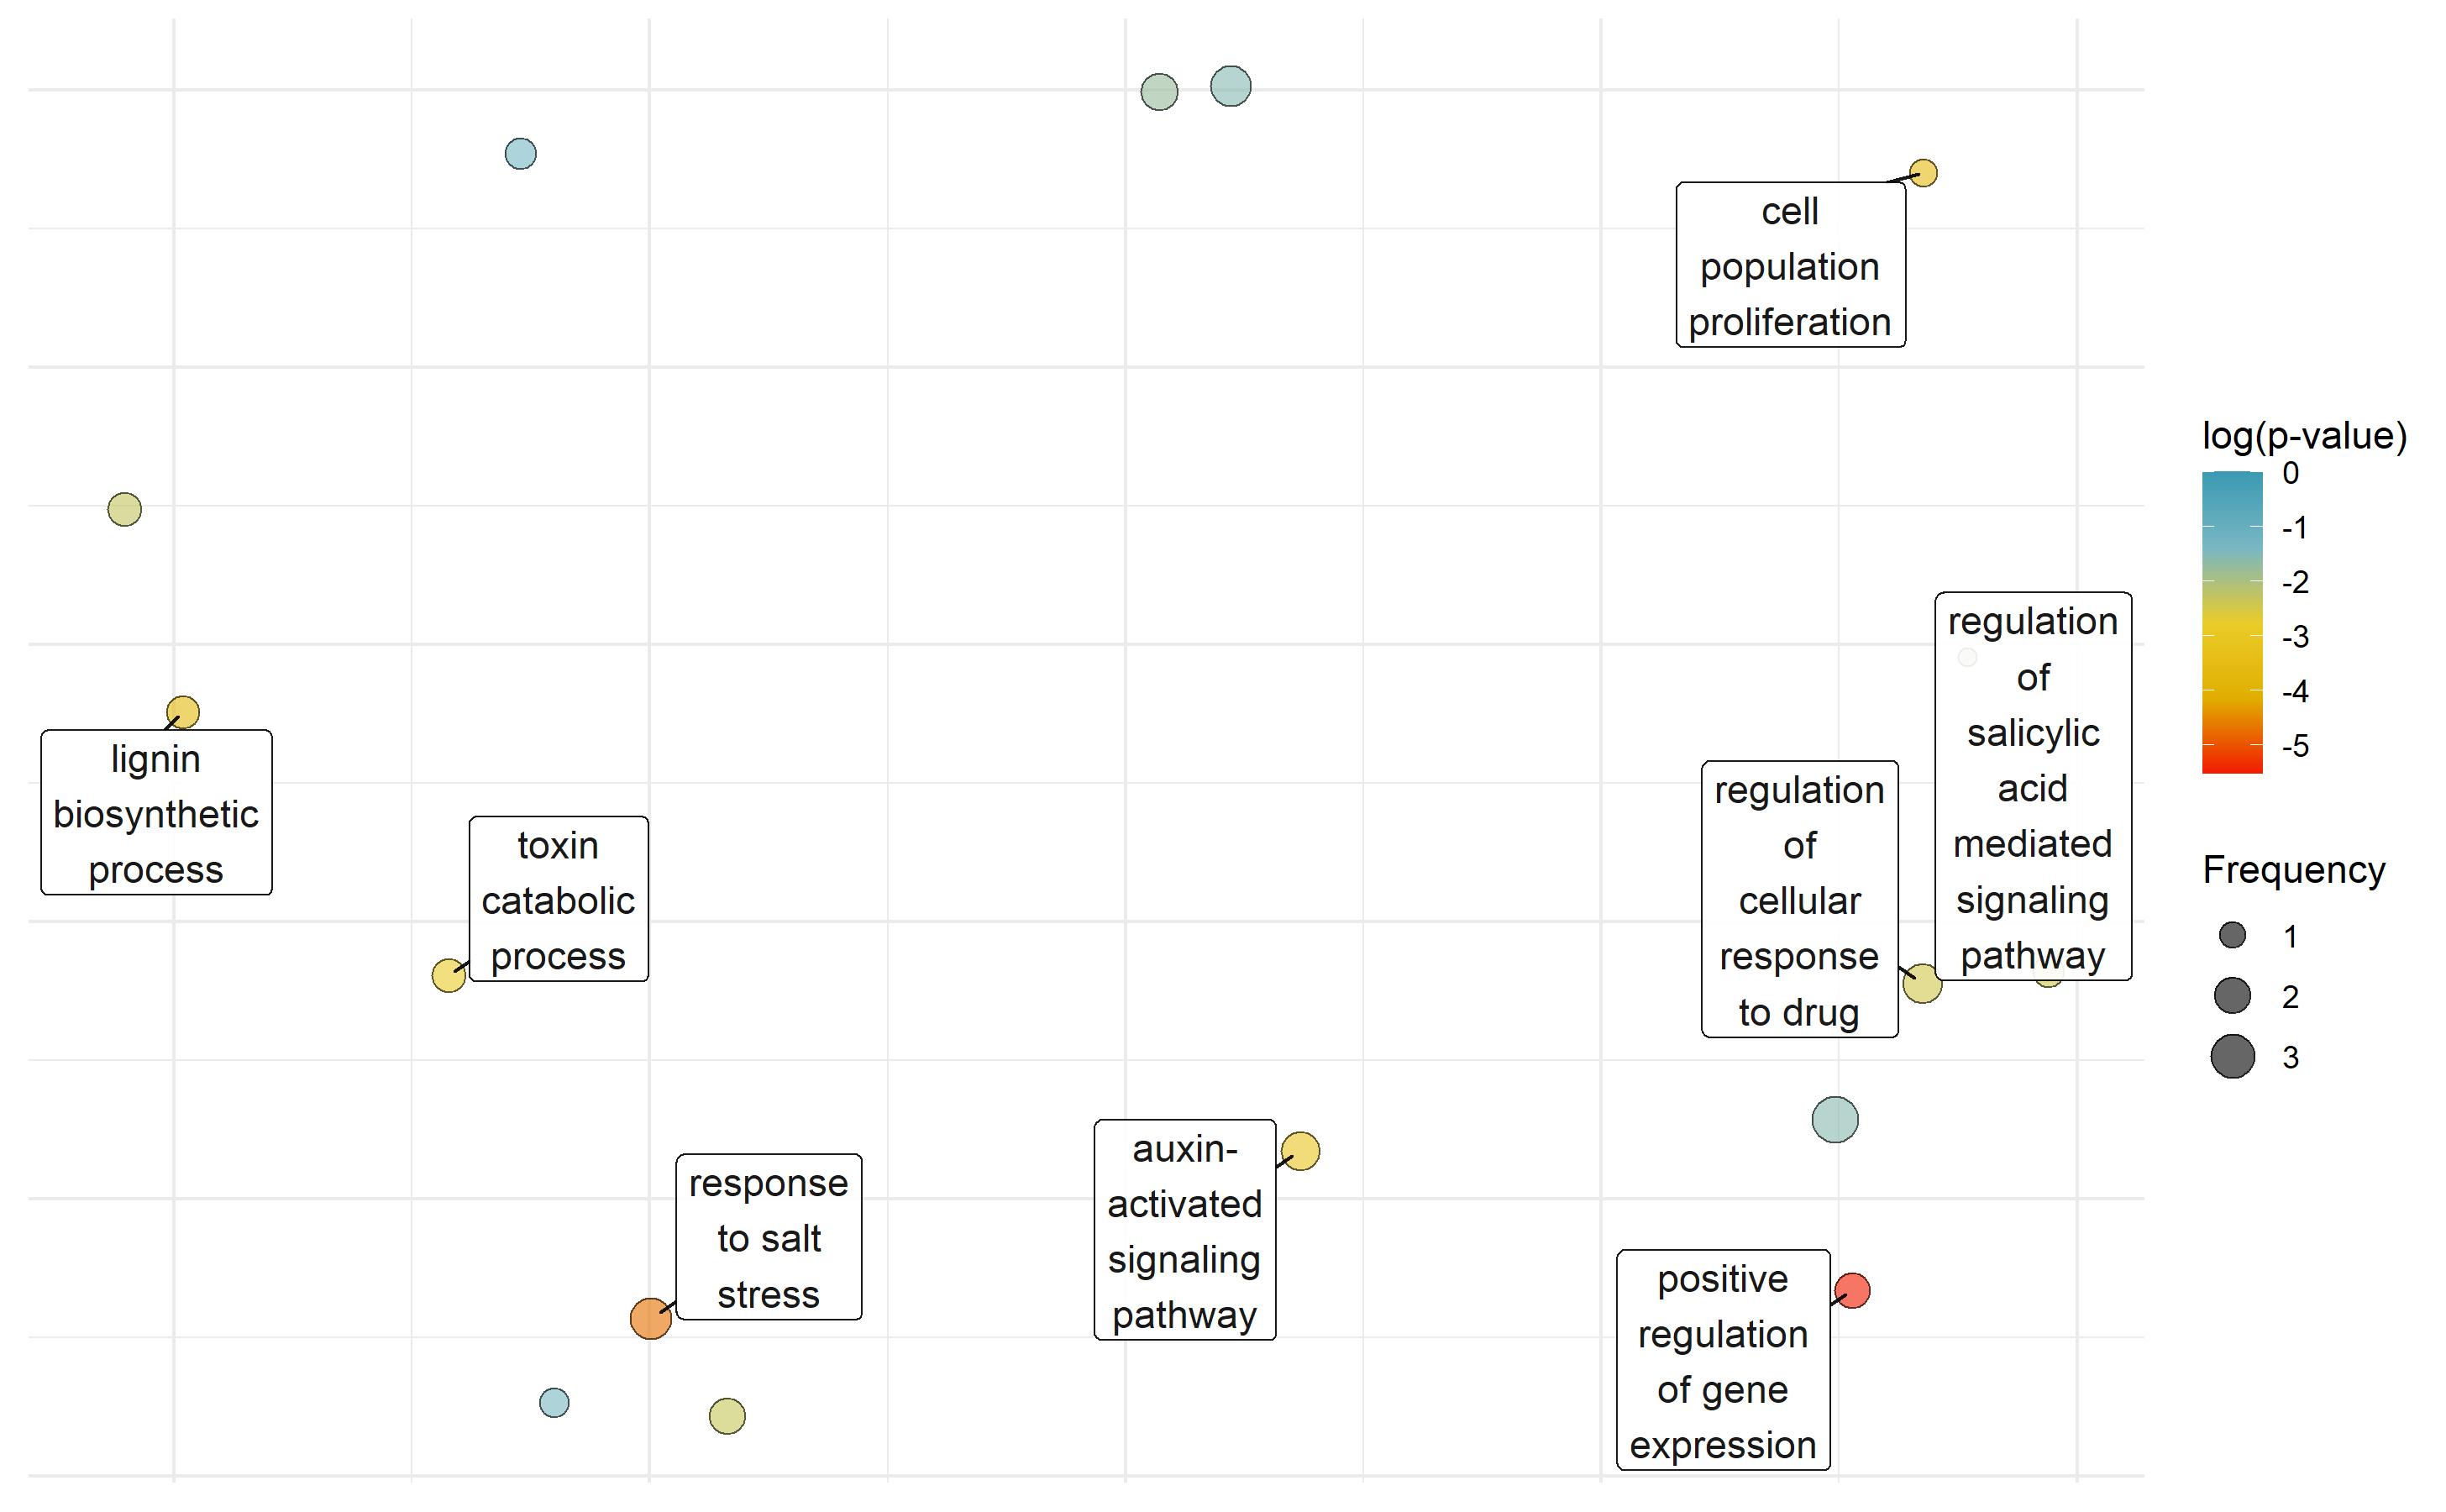 cell
population
proliferation
regulation
of
salicylic
acid
mediated
signaling
pathway
lignin
biosynthetic
process
toxin
catabolic
process
regulation
of
cellular
response
to drug
response
to salt
stress
auxin-
activated
signaling
pathway
positive
regulation
of gene
expression
log(p-value)
0
-1
-2
-3
-4
-5
Frequency
1
2
3